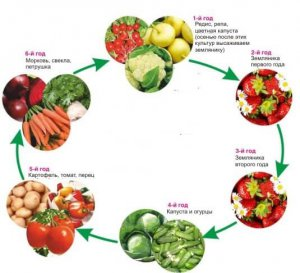 1-й год
Редис, репа,
цветная капуста
(осенью после этих
культур высаживаем
землянику)
2-й год
Земляника
первого года
3-й год
Земляника
второго года
4-й год
Капуста и огурцы
5-й год
Картофель, томат, перец
6-й год
Морковь, свекла,
петрушка